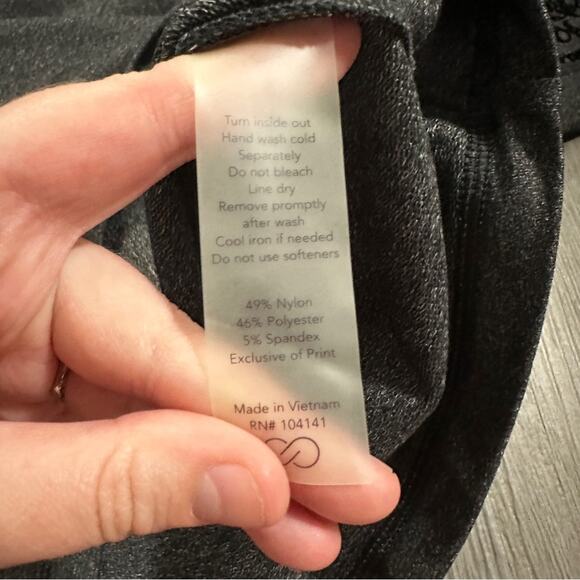 Turn inside out
Hand wash cold
Separately
Do not bleach
Line dry
Remove promptly
after wash
Cool iron if needed
Do not use softeners
49% Nylon
46% Polyester
5% Spandex
Exclusive of Print
Made in Vietnam
RN# 104141